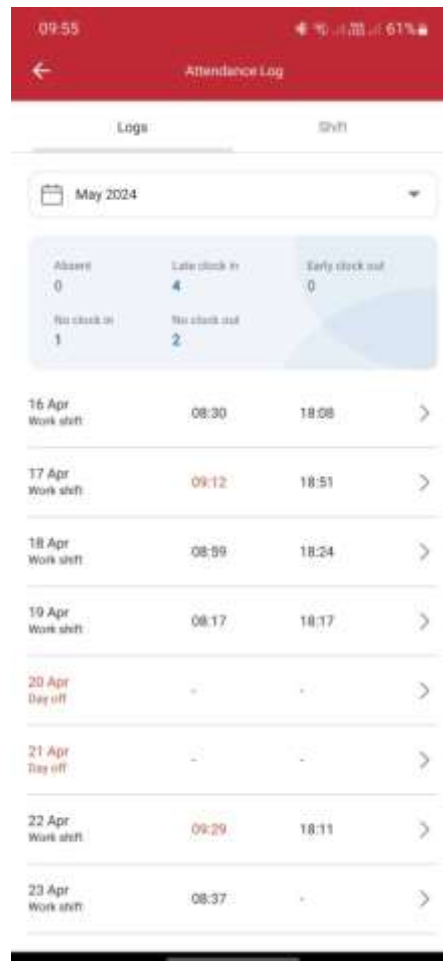 09:55 61%
Attendance Log
Logs Shift
May 2024
Absent Late clock in Early clock out
0 4 0
No clock in No clock out
1 2
16 Apr
Work shift 08:30 18:08
17 Apr
Work shift 09:12 18:51
18 Apr
Work shift 08:59 18:24
19 Apr
Work shift 08:17 18:17
20 Apr
Day off - -
21 Apr
Day off - -
22 Apr
Work shift 09:29 18:11
23 Apr
Work shift 08:37 -